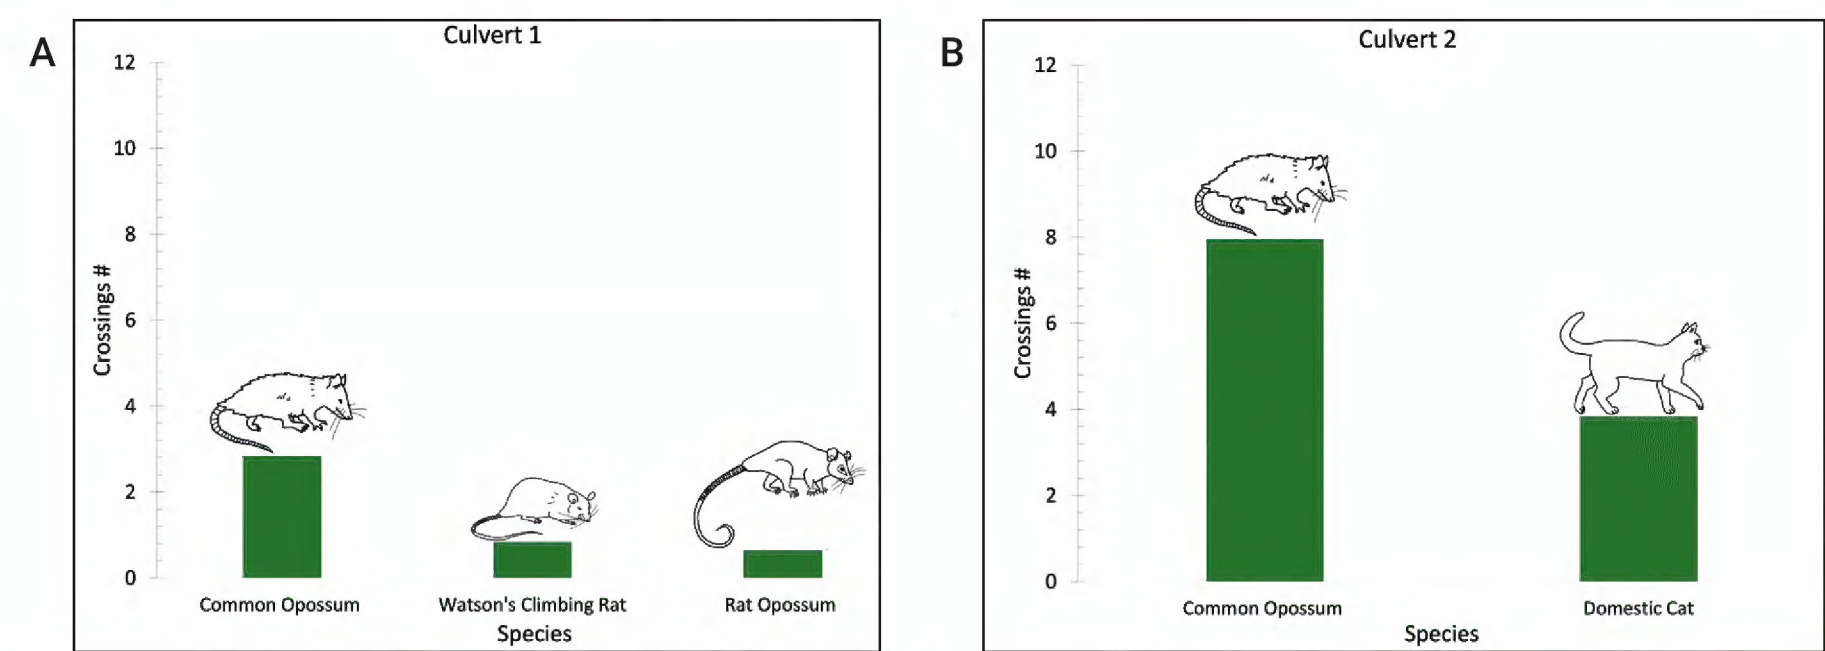 A
Culvert 1
12
10
8
6
4
2
0
Crossings #
Common Opossum Watson's Climbing Rat Rat Opossum
Species
B
Culvert 2
12
10
8
6
4
2
0
Crossings #
Common Opossum Domestic Cat
Species